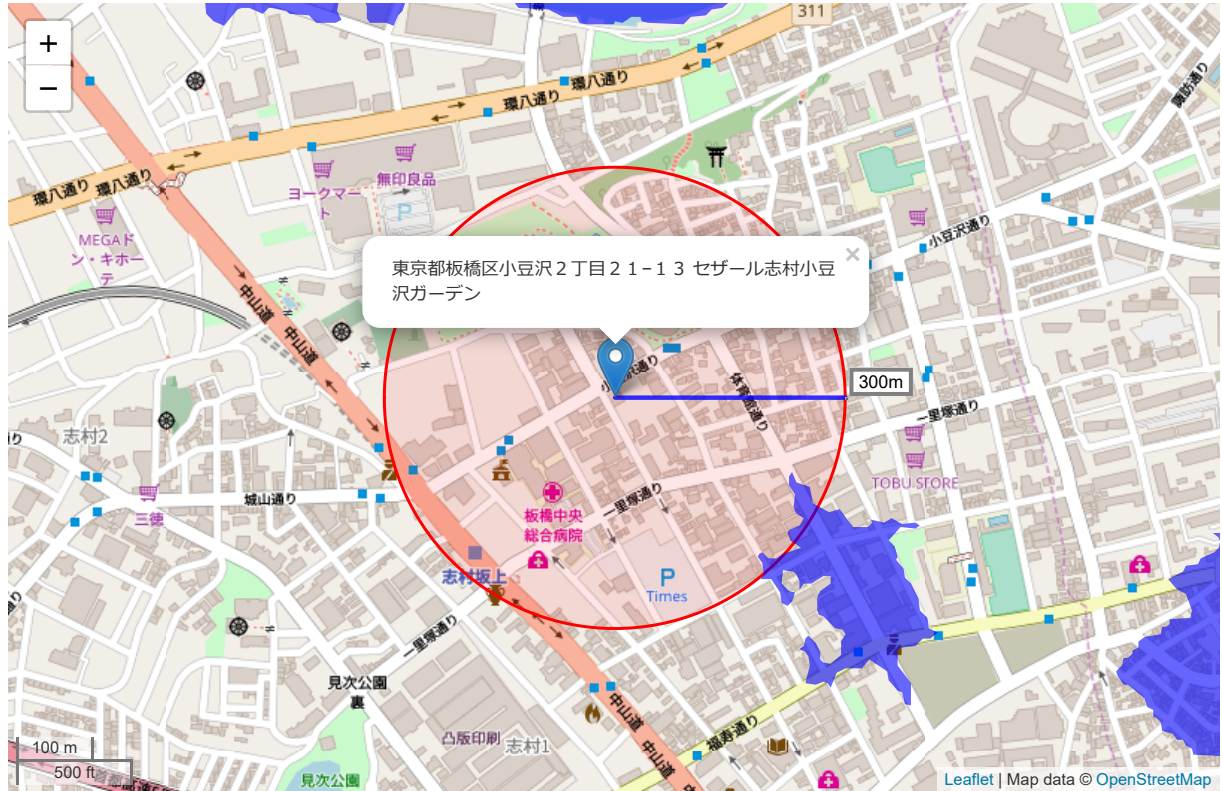 311
+
−
環八通り
環八通り
諏訪通り
環八通り
環八通り
ヨークマー
ト
無印良品
P
MEGAド
ン・キホー
テ
小豆沢通り
東京都板橋区小豆沢２丁目２１−１３ セザール志村小豆
沢ガーデン
×
中山道
中山道
体育館通り
300m
一里塚通り
志村2
TOBU STORE
城山通り
三徳
一里塚通り
板橋中央
総合病院
志村坂上
P
Times
一里塚通り
見次公園
裏
中山道
中山道
福寿通り
凸版印刷
志村1
見次公園
100 m
500 ft
Leaflet | Map data © OpenStreetMap